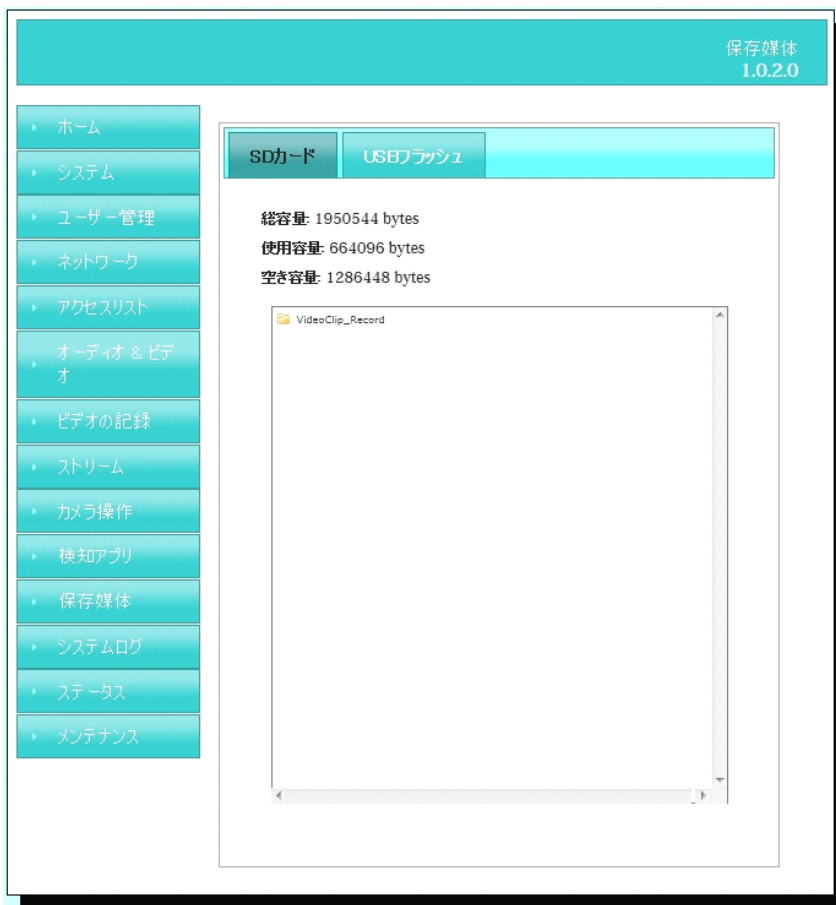 保存媒体
1.0.2.0
ホーム
システム
ユーザー管理
ネットワーク
アクセスリスト
オーディオ & ビデ
オ
ビデオの記録
ストリーム
カメラ操作
検知アプリ
保存媒体
システムログ
ステータス
メンテナンス
SDカード
USBフラッシュ
総容量: 1950544 bytes
使用容量: 664096 bytes
空き容量: 1286448 bytes
VideoClip_Record